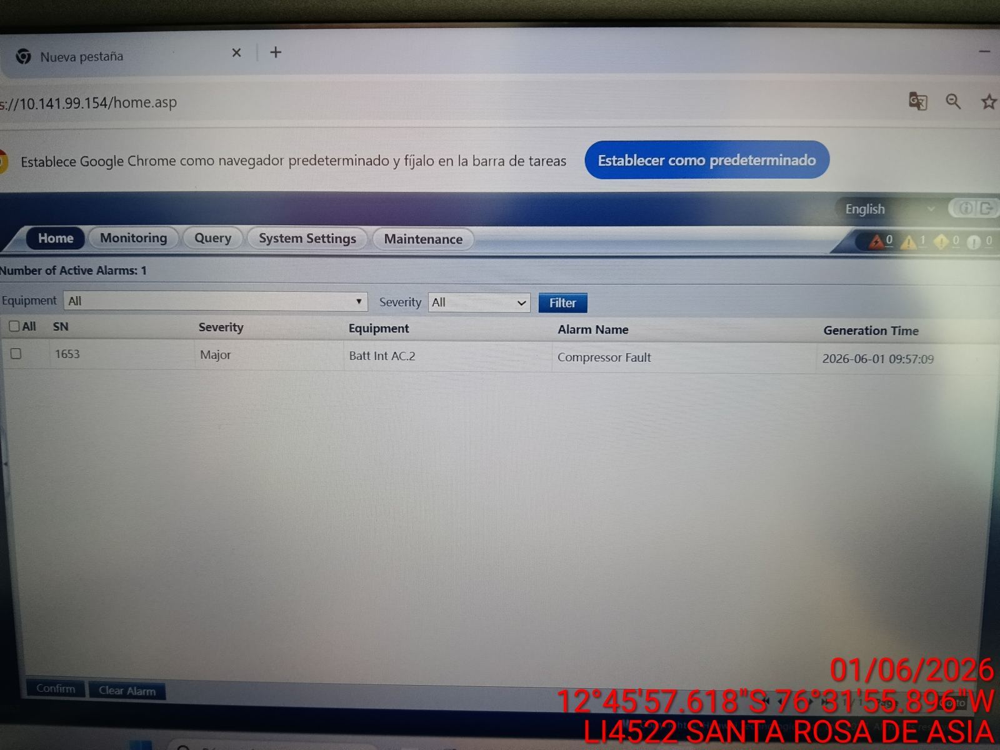 Nueva pestaña
s://10.141.99.154/home.asp
Establece Google Chrome como navegador predeterminado y fíjalo en la barra de tareas
Establecer como predeterminado
English
Home Monitoring Query System Settings Maintenance
0 1 0 0
Number of Active Alarms: 1
Equipment All Severity All Filter
All SN Severity Equipment Alarm Name Generation Time
1653 Major Batt Int AC.2 Compressor Fault 2026-06-01 09:57:09
Confirm Clear Alarm
01/06/2026
12°45'57.618"S 76°31'55.896"W
LI4522 SANTA ROSA DE ASIA